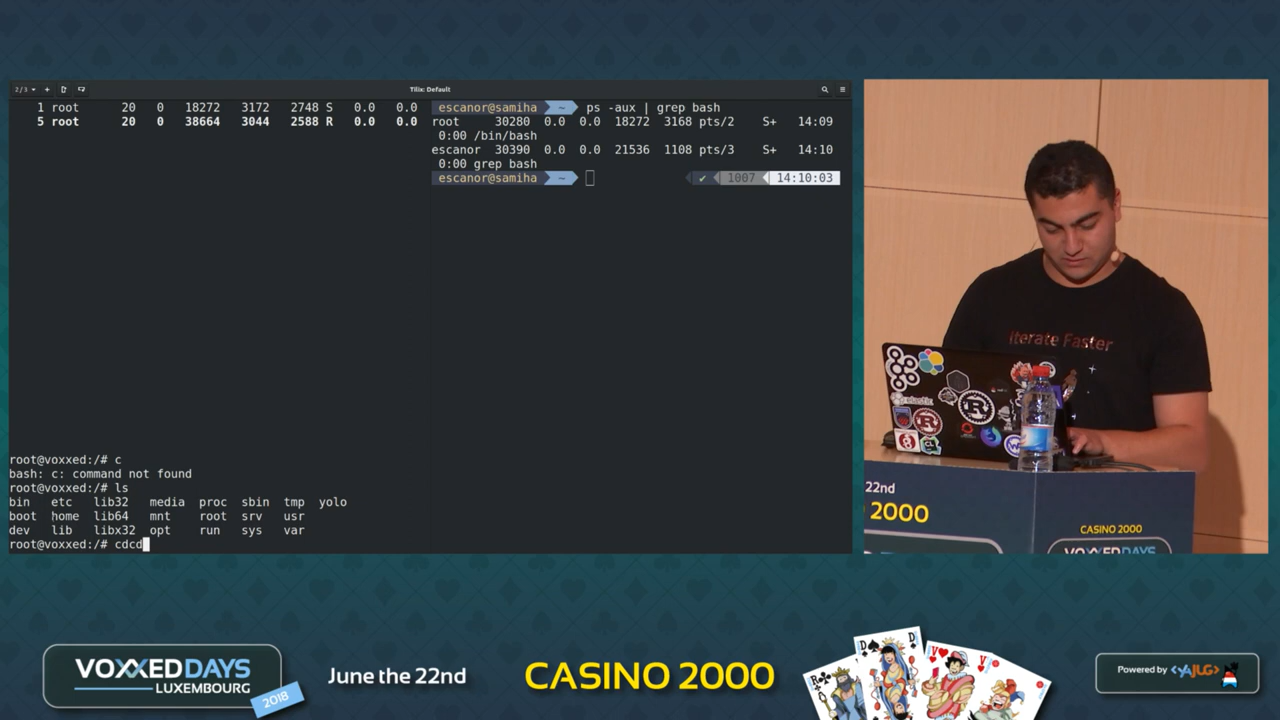 2/3
Tilix: Default
1 root 20 0 18272 3172 2748 S 0.0 0.0
5 root 20 0 38664 3044 2588 R 0.0 0.0
root@voxxed:/# c
bash: c: command not found
root@voxxed:/# ls
bin etc lib32 media proc sbin tmp yolo
boot home lib64 mnt root srv usr
dev lib libx32 opt run sys var
root@voxxed:/# cdcd
escanor@samiha ~ ps -aux | grep bash
root 30280 0.0 0.0 18272 3168 pts/2 S+ 14:09
0:00 /bin/bash
escanor 30390 0.0 0.0 21536 1108 pts/3 S+ 14:10
0:00 grep bash
escanor@samiha ~ ✔ 1007 14:10:03
Iterate Faster
22nd
2000
CASINO 2000
VOXXEDDAYS
VOXXEDDAYS
LUXEMBOURG
2018
June the 22nd
CASINO 2000
Powered by <YAJUG>